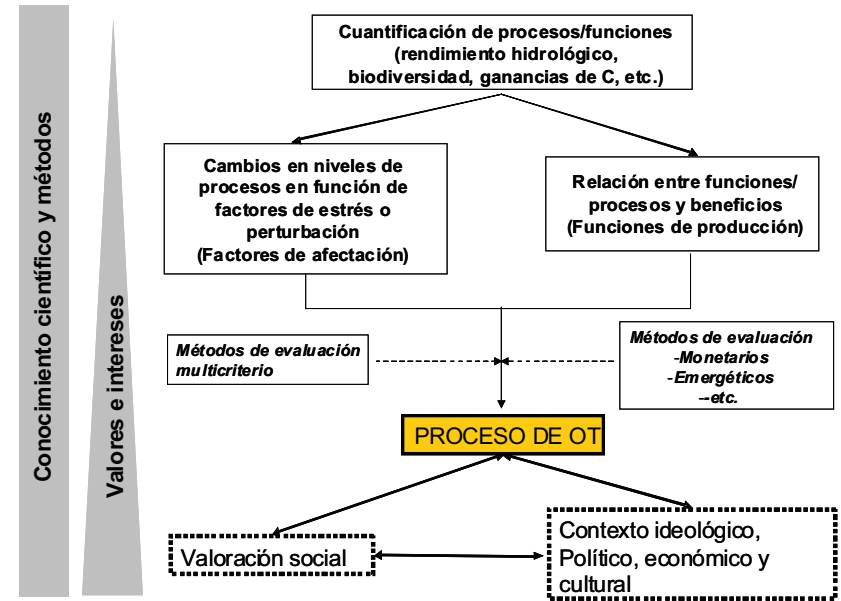 Conocimiento científico y métodos
Valores e intereses
Cuantificación de procesos/funciones
(rendimiento hidrológico,
biodiversidad, ganancias de C, etc.)
Cambios en niveles de
procesos en función de
factores de estrés o
perturbación
(Factores de afectación)
Relación entre funciones/
procesos y beneficios
(Funciones de producción)
Métodos de evaluación
multicriterio
Métodos de evaluación
-Monetarios
-Emergéticos
--etc.
PROCESO DE OT
Valoración social
Contexto ideológico,
Político, económico y
cultural